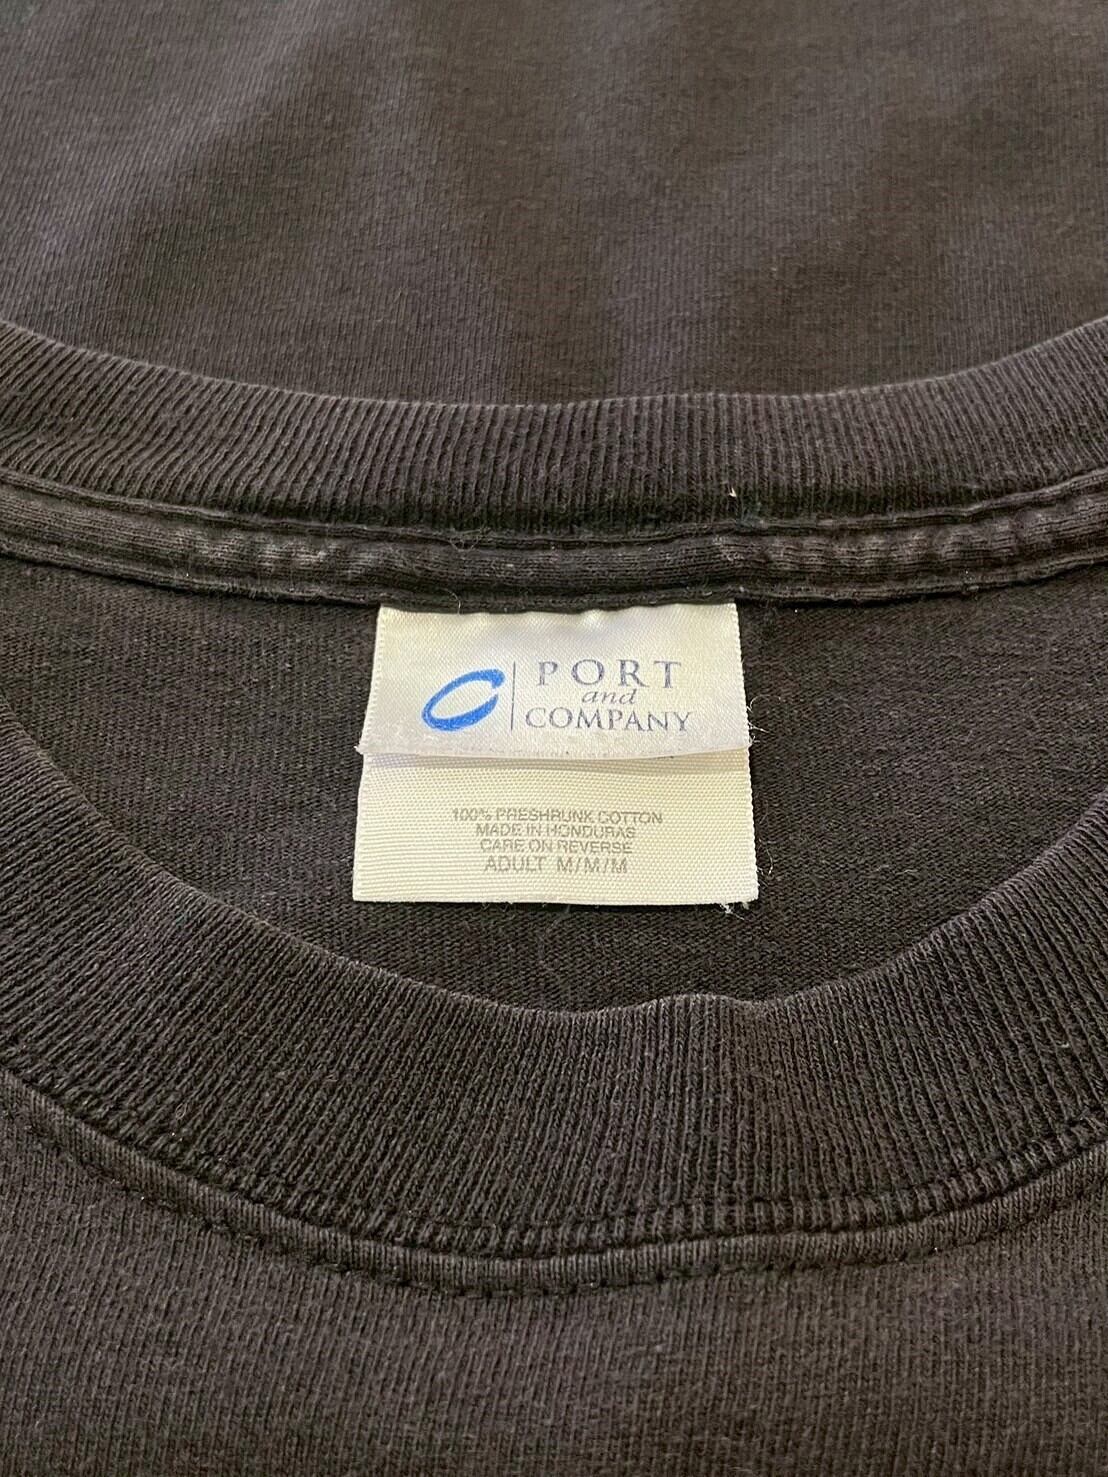 PORT
and
COMPANY
100% PRESHRUNK COTTON
MADE IN HONDURAS
CARE ON REVERSE
ADULT M/M/M